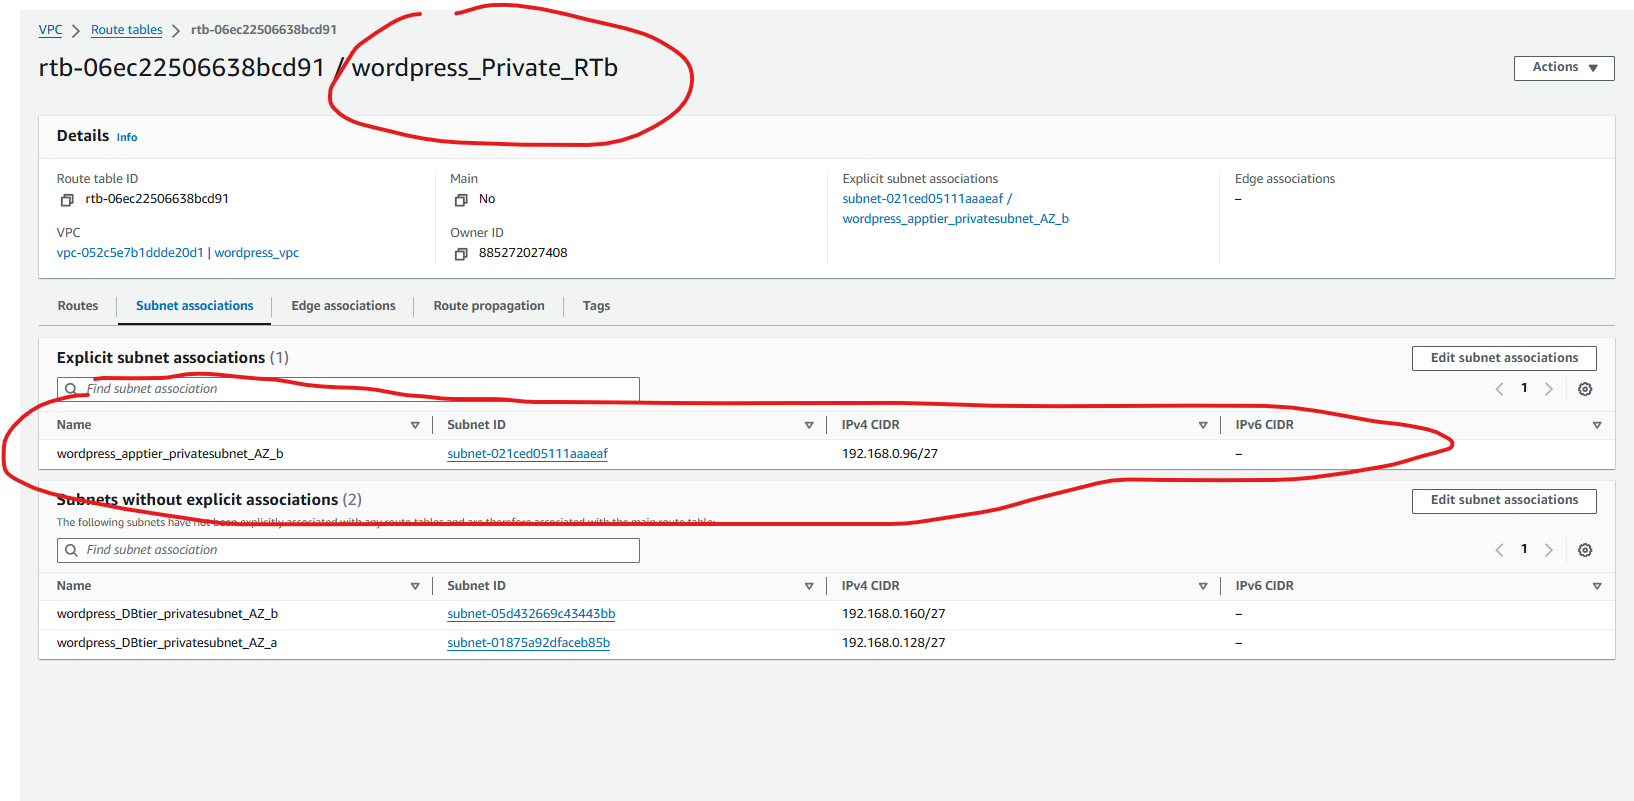 VPC > Route tables > rtb-06ec22506638bcd91
rtb-06ec22506638bcd91 / wordpress_Private_RTb
Actions
Details Info
Route table ID
rtb-06ec22506638bcd91
Main
No
Explicit subnet associations
subnet-021ced05111aaaeaf /
wordpress_apptier_privatesubnet_AZ_b
Edge associations
–
VPC
vpc-052c5e7b1ddde20d1 | wordpress_vpc
Owner ID
885272027408
Routes Subnet associations Edge associations Route propagation Tags
Explicit subnet associations (1)
Edit subnet associations
Find subnet association
1
Name Subnet ID IPv4 CIDR IPv6 CIDR
wordpress_apptier_privatesubnet_AZ_b subnet-021ced05111aaaeaf 192.168.0.96/27 –
Subnets without explicit associations (2)
Edit subnet associations
The following subnets have not been explicitly associated with any route tables and are therefore associated with the main route table:
Find subnet association
1
Name Subnet ID IPv4 CIDR IPv6 CIDR
wordpress_DBtier_privatesubnet_AZ_b subnet-05d432669c43443bb 192.168.0.160/27 –
wordpress_DBtier_privatesubnet_AZ_a subnet-01875a92dfaceb85b 192.168.0.128/27 –